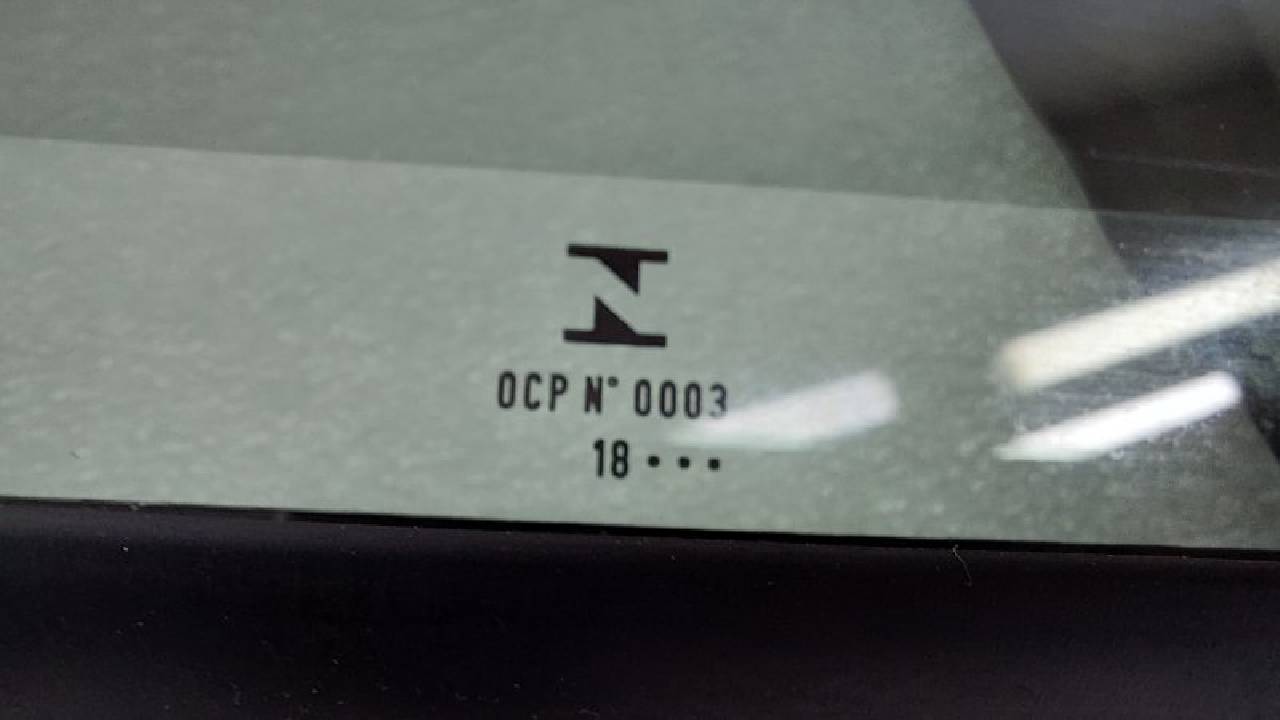 OCP N° 0003
18 • • •